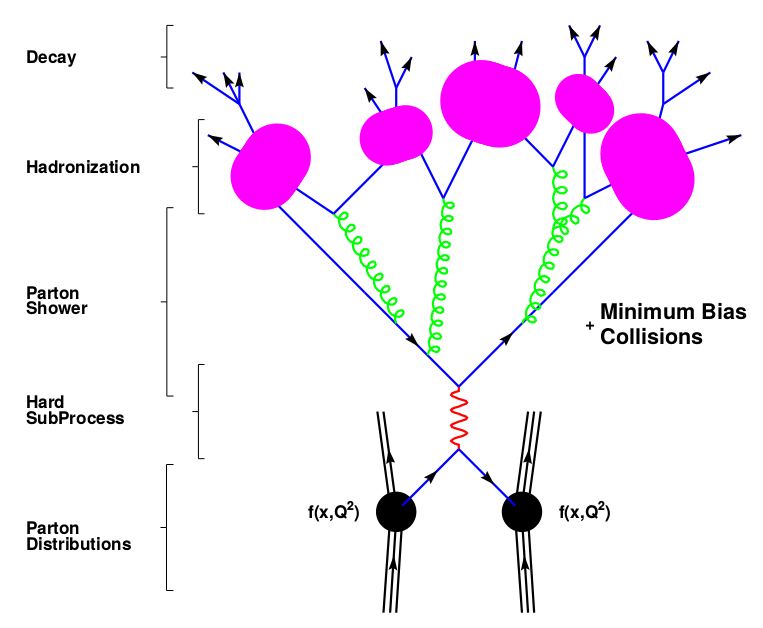 Decay
Hadronization
Parton
Shower
+ Minimum Bias
Collisions
Hard
SubProcess
f(x,Q²)
f(x,Q²)
Parton
Distributions